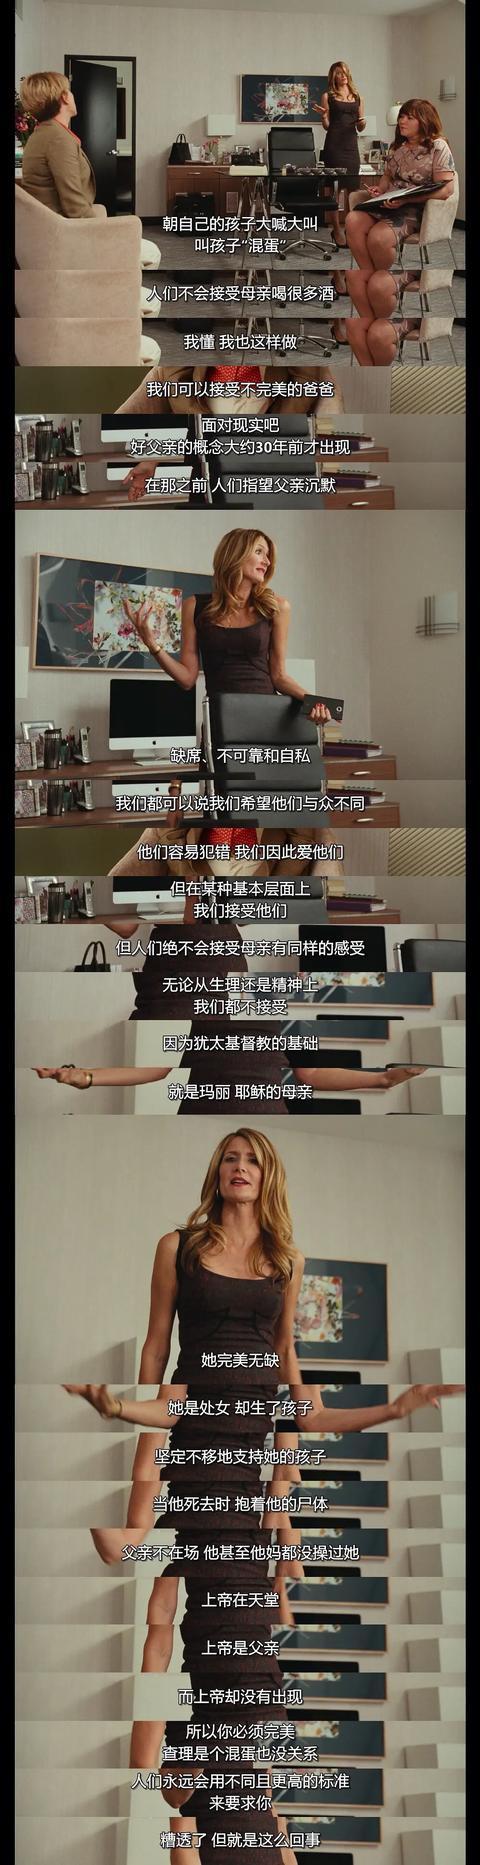 朝自己的孩子大喊大叫
叫孩子“混蛋”
人们不会接受母亲喝很多酒
我懂 我也这样做
我们可以接受不完美的爸爸
面对现实吧
好父亲的概念大约30年前才出现
在那之前 人们指望父亲沉默
缺席、不可靠和自私
我们都可以说我们希望他们与众不同
他们容易犯错 我们因此爱他们
但在某种基本层面上
我们接受他们
但人们绝不会接受母亲有同样的感受
无论从生理还是精神上
我们都不接受
因为犹太基督教的基础
就是玛丽 耶稣的母亲
她完美无缺
她是处女 却生了孩子
坚定不移地支持她的孩子
当他死去时 抱着他的尸体
父亲不在场 他甚至他妈都没操过她
上帝在天堂
上帝是父亲
而上帝却没有出现
所以你必须完美
查理是个混蛋也没关系
人们永远会用不同且更高的标准
来要求你
糟透了 但就是这么回事